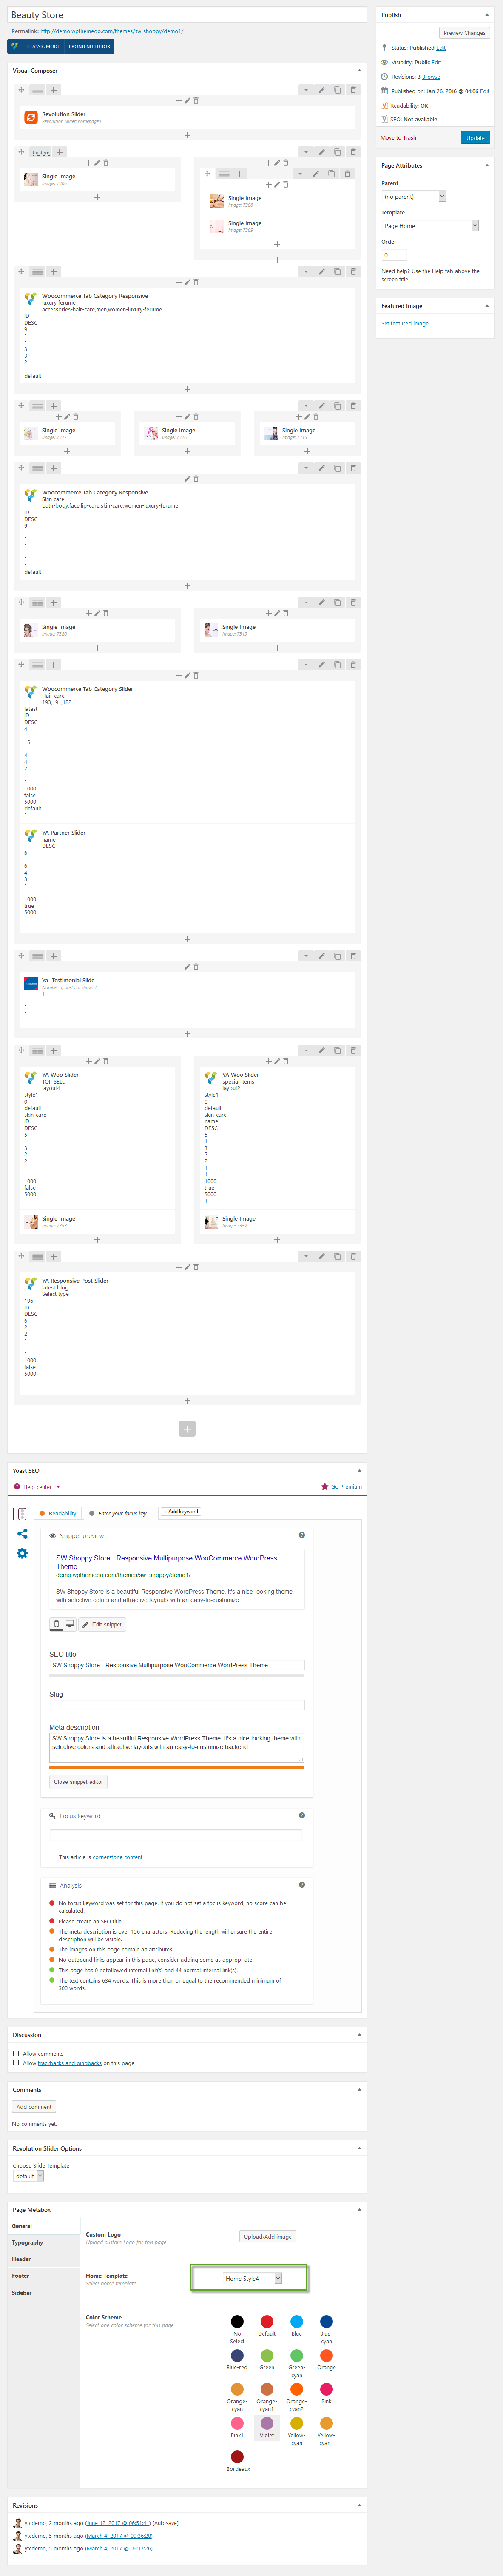 Beauty Store
Permalink: http://demo.wpthemego.com/themes/sw_shoppy/demo1/
CLASSIC MODE FRONTEND EDITOR
Visual Composer
Revolution Slider
Revolution Slider: homepage4
Custom
Single Image
Image: 7306
Single Image
Image: 7308
Single Image
Image: 7309
Woocommerce Tab Category Responsive
luxury ferume
accessories-hair-care,men,women-luxury-ferume
ID
DESC
9
1
1
3
3
2
1
default
Single Image
Image: 7317
Single Image
Image: 7316
Single Image
Image: 7315
Woocommerce Tab Category Responsive
Skin care
bath-body,face,lip-care,skin-care,women-luxury-ferume
ID
DESC
9
1
1
1
1
1
1
default
Single Image
Image: 7320
Single Image
Image: 7319
Woocommerce Tab Category Slider
Hair care
193,191,182
latest
ID
DESC
4
1
15
1
4
4
2
1
1
1000
false
5000
default
1
YA Partner Slider
name
DESC
6
1
6
4
3
1
1
1000
true
5000
1
1
Ya_ Testimonial Slide
Number of posts to show: 3
1
1
1
1
1
YA Woo Slider
TOP SELL
layout4
style1
0
default
skin-care
ID
DESC
5
1
3
2
2
1
1
1000
false
5000
1
Single Image
Image: 7353
YA Woo Slider
special items
layout2
style1
0
default
skin-care
name
DESC
5
1
3
2
2
1
1
1000
true
5000
1
Single Image
Image: 7352
YA Responsive Post Slider
latest blog
Select type
196
ID
DESC
6
2
2
1
1
1
1000
false
5000
1
1
Yoast SEO
Help center
Go Premium
Readability
Enter your focus key...
+ Add keyword
Snippet preview
SW Shoppy Store - Responsive Multipurpose WooCommerce WordPress
Theme
demo.wpthemego.com/themes/sw_shoppy/demo1/
SW Shoppy Store is a beautiful Responsive WordPress Theme. It's a nice-looking theme
with selective colors and attractive layouts with an easy-to-customize
Edit snippet
SEO title
SW Shoppy Store - Responsive Multipurpose WooCommerce WordPress Theme
Slug
Meta description
SW Shoppy Store is a beautiful Responsive WordPress Theme. It's a nice-looking theme with
selective colors and attractive layouts with an easy-to-customize backend.
Close snippet editor
Focus keyword
This article is cornerstone content
Analysis
No focus keyword was set for this page. If you do not set a focus keyword, no score can be
calculated.
Please create an SEO title.
The meta description is over 156 characters. Reducing the length will ensure the entire
description will be visible.
The images on this page contain alt attributes.
No outbound links appear in this page, consider adding some as appropriate.
This page has 0 nofollowed internal link(s) and 44 normal internal link(s).
The text contains 634 words. This is more than or equal to the recommended minimum of
300 words.
Discussion
Allow comments
Allow trackbacks and pingbacks on this page
Comments
Add comment
No comments yet.
Revolution Slider Options
Choose Slide Template
default
Page Metabox
General
Typography
Header
Footer
Sidebar
Custom Logo
Upload custom Logo for this page
Upload/Add image
Home Template
Select home template
Home Style4
Color Scheme
Select one color scheme for this page
No Select
Default
Blue
Blue-cyan
Blue-red
Green
Green-cyan
Orange
Orange-cyan
Orange-cyan1
Orange-cyan2
Pink
Pink1
Violet
Yellow-cyan
Yellow-cyan1
Bordeaux
Revisions
ytcdemo, 2 months ago (June 12, 2017 @ 06:51:41) [Autosave]
ytcdemo, 5 months ago (March 4, 2017 @ 09:36:28)
ytcdemo, 5 months ago (March 4, 2017 @ 09:17:26)
Publish
Preview Changes
Status: Published Edit
Visibility: Public Edit
Revisions: 3 Browse
Published on: Jan 26, 2016 @ 04:06 Edit
Readability: OK
SEO: Not available
Move to Trash
Update
Page Attributes
Parent
(no parent)
Template
Page Home
Order
0
Need help? Use the Help tab above the
screen title.
Featured Image
Set featured image